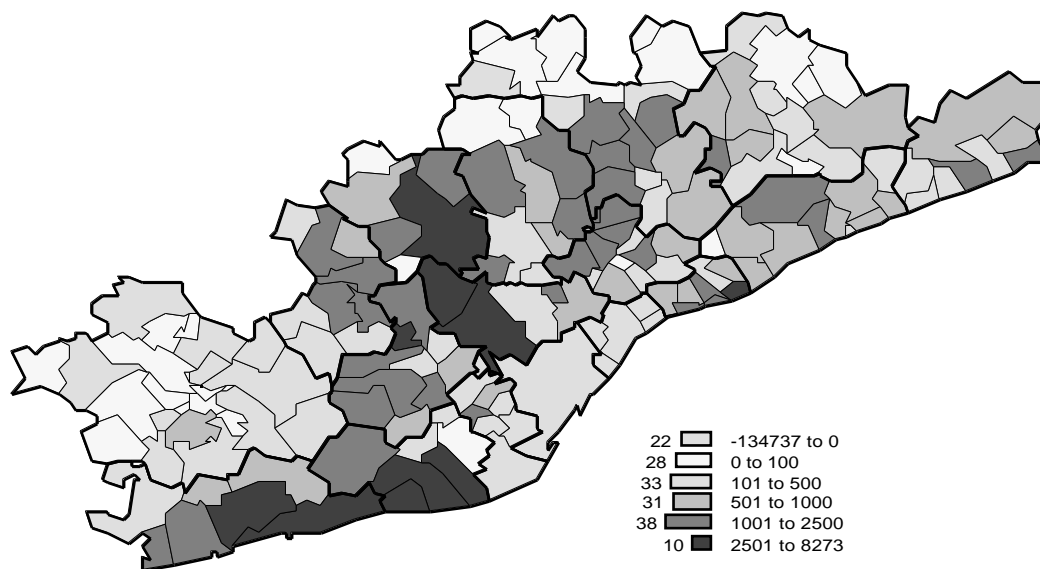 22 -134737 to 0
28 0 to 100
33 101 to 500
31 501 to 1000
38 1001 to 2500
10 2501 to 8273